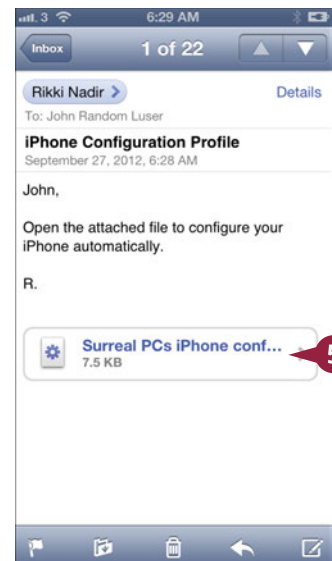 3 6:29 AM
Inbox 1 of 22
Rikki Nadir Details
To: John Random Luser
iPhone Configuration Profile
September 27, 2012, 6:28 AM
John,
Open the attached file to configure your
iPhone automatically.
R.
Surreal PCs iPhone conf...
7.5 KB
5